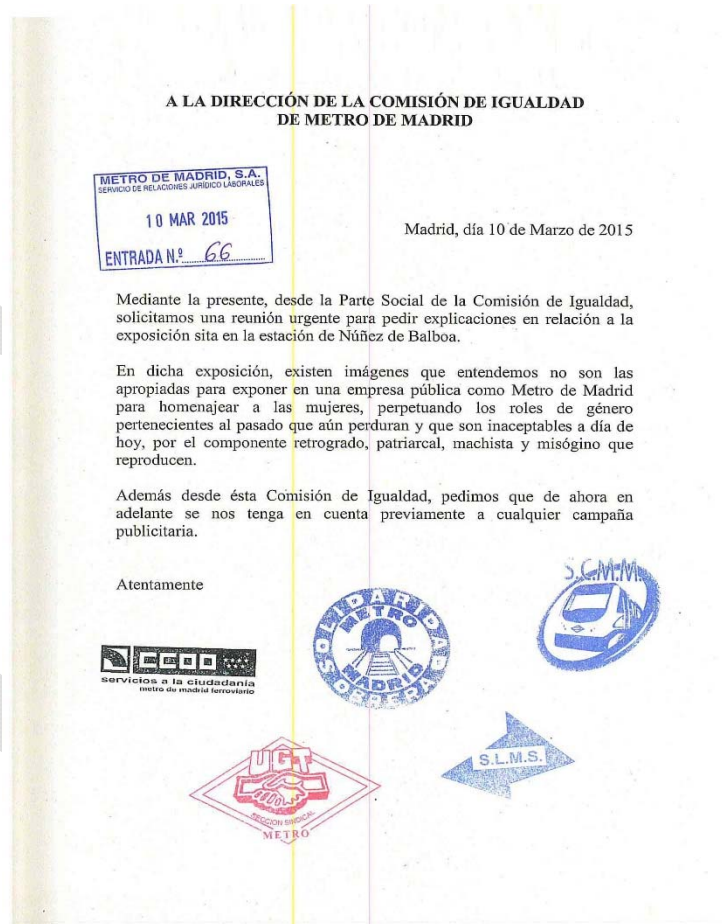 A LA DIRECCIÓN DE LA COMISIÓN DE IGUALDAD
DE METRO DE MADRID
METRO DE MADRID, S.A.
SERVICIO DE RELACIONES JURÍDICO LABORALES
10 MAR 2015
ENTRADA N.º 66
Madrid, día 10 de Marzo de 2015
Mediante la presente, desde la Parte Social de la Comisión de Igualdad,
solicitamos una reunión urgente para pedir explicaciones en relación a la
exposición sita en la estación de Núñez de Balboa.
En dicha exposición, existen imágenes que entendemos no son las
apropiadas para exponer en una empresa pública como Metro de Madrid
para homenajear a las mujeres, perpetuando los roles de género
pertenecientes al pasado que aún perduran y que son inaceptables a día de
hoy, por el componente retrogrado, patriarcal, machista y misógino que
reproducen.
Además desde ésta Comisión de Igualdad, pedimos que de ahora en
adelante se nos tenga en cuenta previamente a cualquier campaña
publicitaria.
Atentamente
S.C.M.M.
SOLIDARIDAD OBRERA
METRO
MADRID
CCOO
servicios a la ciudadanía
metro de madrid ferroviario
UGT
SECCION SINDICAL
METRO
S.L.M.S.